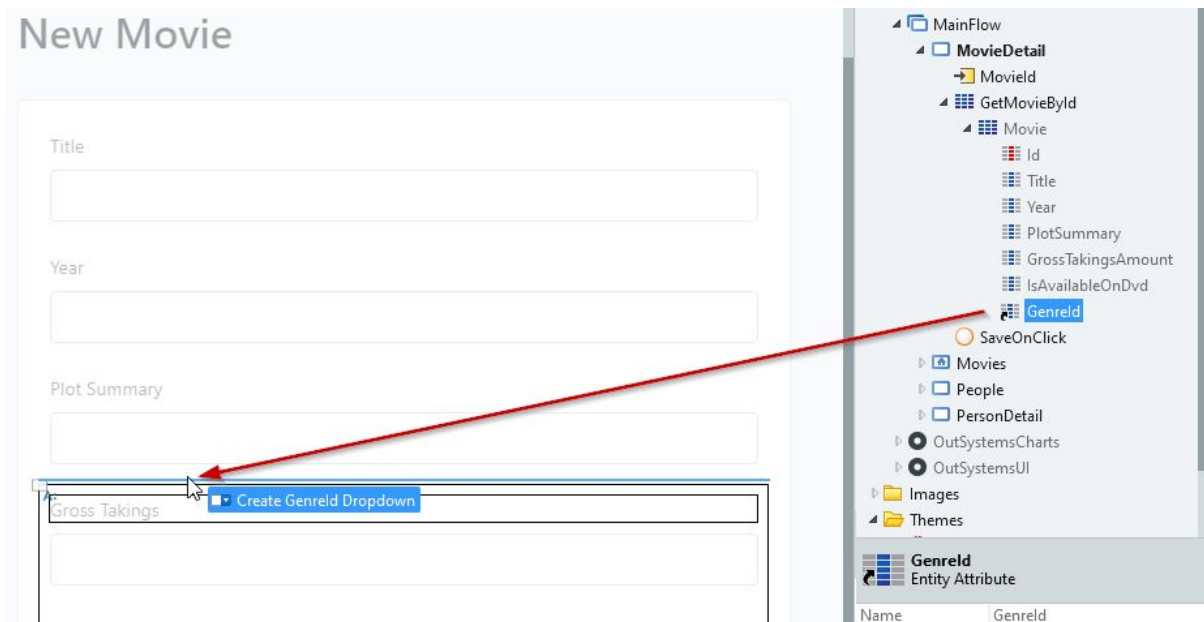 New Movie
Title
Year
Plot Summary
A:
Create GenreId Dropdown
Gross Takings
MainFlow
MovieDetail
MovieId
GetMovieById
Movie
Id
Title
Year
PlotSummary
GrossTakingsAmount
IsAvailableOnDvd
GenreId
SaveOnClick
Movies
People
PersonDetail
OutSystemsCharts
OutSystemsUI
Images
Themes
GenreId
Entity Attribute
Name GenreId